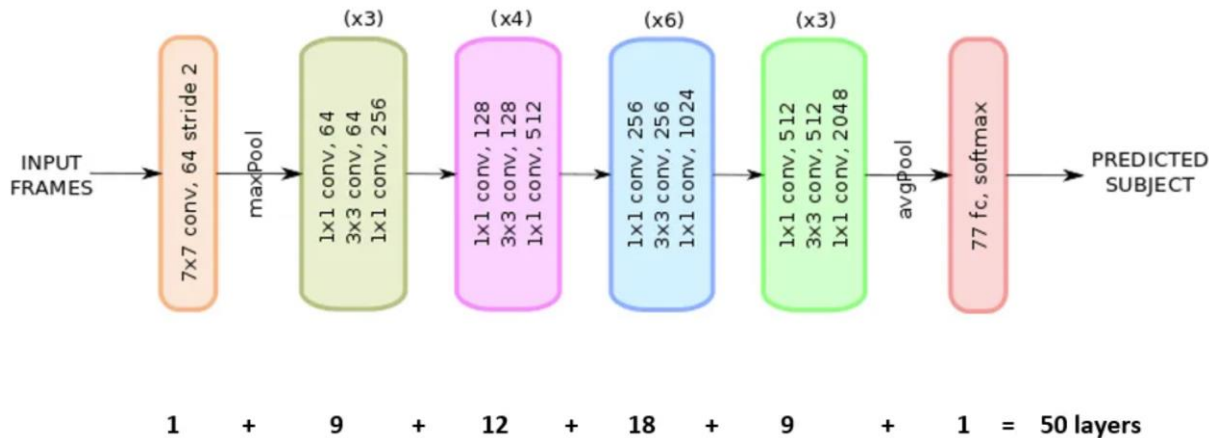 (x3)
(x4)
(x6)
(x3)
INPUT
FRAMES
7x7 conv, 64 stride 2
maxPool
1x1 conv, 64
3x3 conv, 64
1x1 conv, 256
1x1 conv, 128
3x3 conv, 128
1x1 conv, 512
1x1 conv, 256
3x3 conv, 256
1x1 conv, 1024
1x1 conv, 512
3x3 conv, 512
1x1 conv, 2048
avgPool
77 fc, softmax
PREDICTED
SUBJECT
1 + 9 + 12 + 18 + 9 + 1 = 50 layers